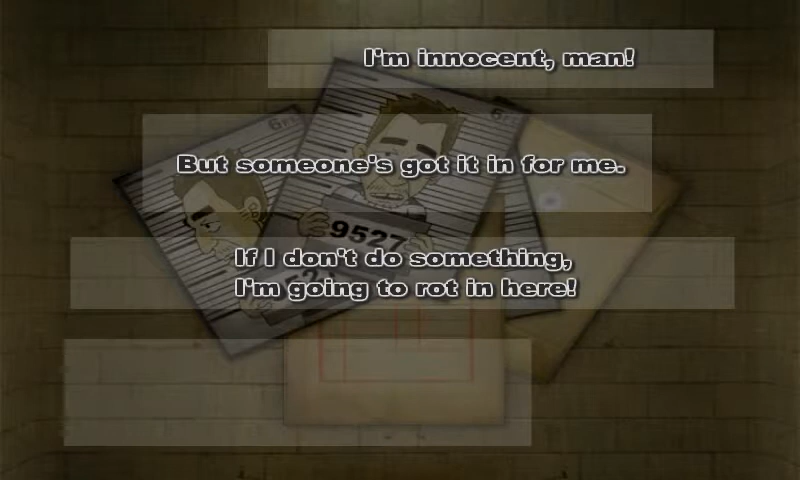 I'm innocent, man!
But someone's got it in for me.
If I don't do something,
I'm going to rot in here!
9527